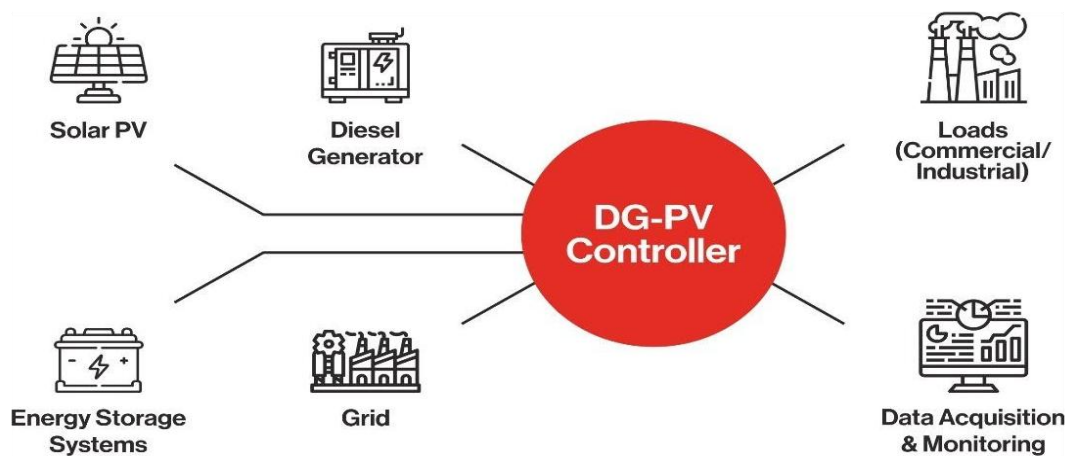 Solar PV
Diesel
Generator
Loads
(Commercial/
Industrial)
DG-PV
Controller
Energy Storage
Systems
Grid
Data Acquisition
& Monitoring